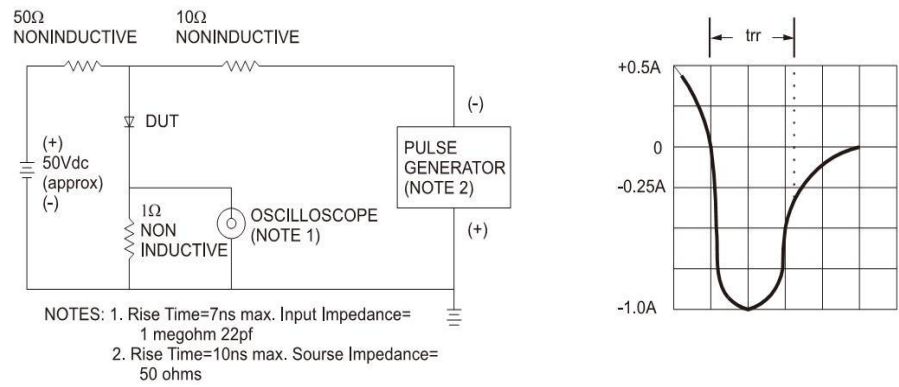 50Ω
NONINDUCTIVE
10Ω
NONINDUCTIVE
DUT
(+)
50Vdc
(approx)
(-)
1Ω
NON
INDUCTIVE
OSCILLOSCOPE
(NOTE 1)
(-)
PULSE
GENERATOR
(NOTE 2)
(+)
NOTES: 1. Rise Time=7ns max. Input Impedance=
1 megohm 22pf
2. Rise Time=10ns max. Sourse Impedance=
50 ohms
trr
+0.5A
0
-0.25A
-1.0A